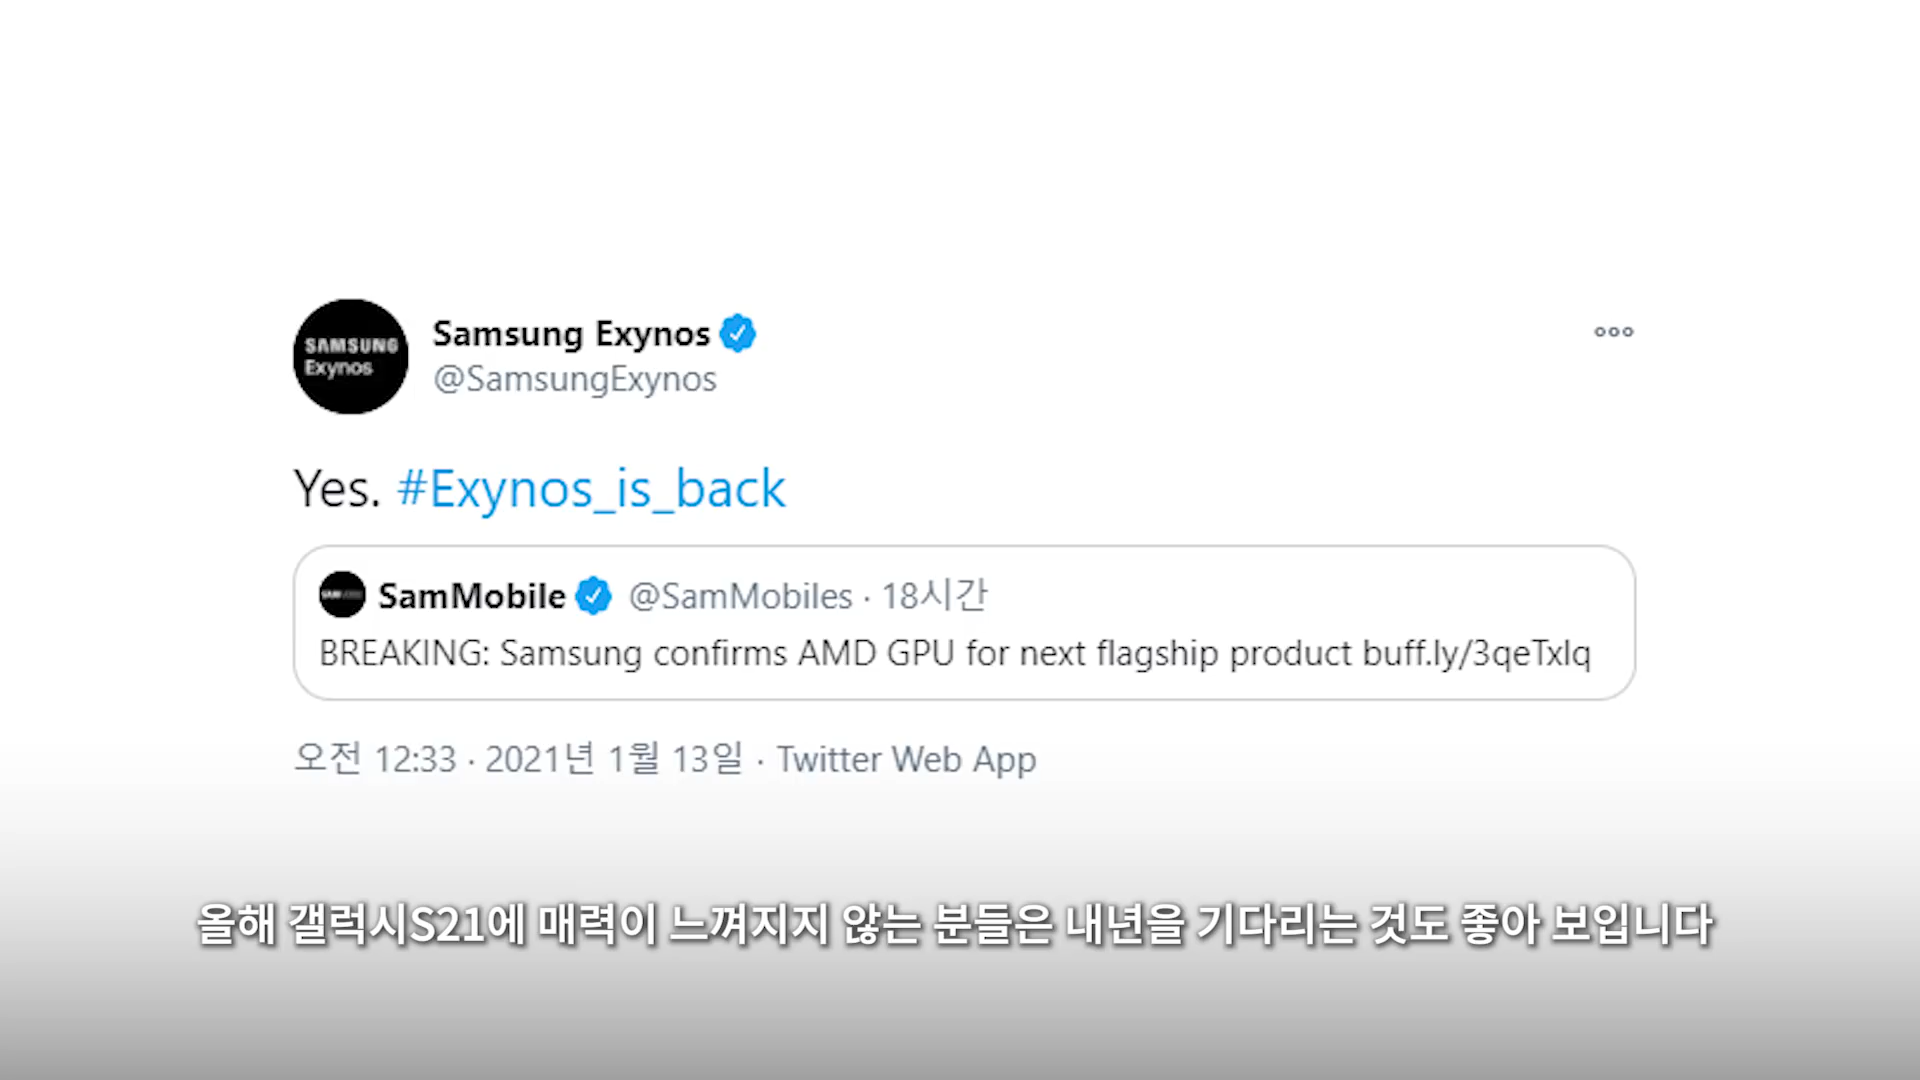 SAMSUNG
Exynos
Samsung Exynos
@SamsungExynos
Yes. #Exynos_is_back
SamMobile @SamMobiles · 18시간
BREAKING: Samsung confirms AMD GPU for next flagship product buff.ly/3qeTxlq
오전 12:33 · 2021년 1월 13일 · Twitter Web App
올해 갤럭시S21에 매력이 느껴지지 않는 분들은 내년을 기다리는 것도 좋아 보입니다